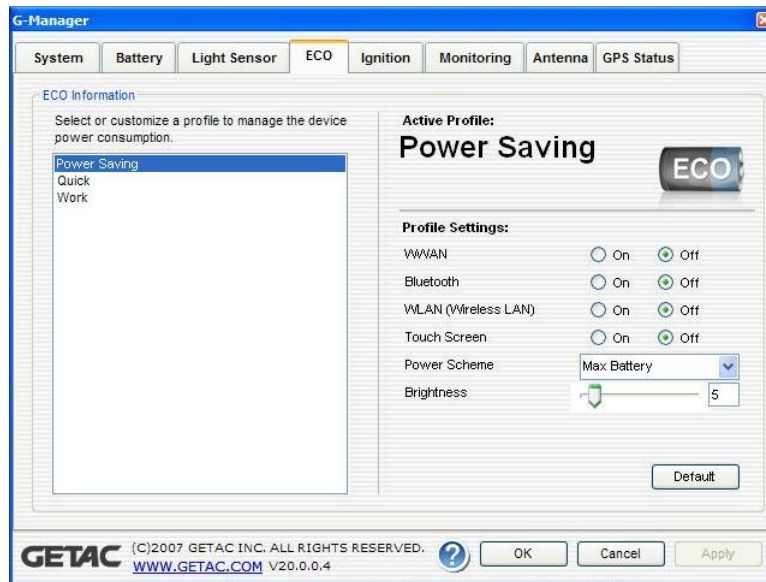 G-Manager
System Battery Light Sensor ECO Ignition Monitoring Antenna GPS Status
ECO Information
Select or customize a profile to manage the device
power consumption.
Power Saving
Quick
Work
Active Profile:
Power Saving
ECO
Profile Settings:
WWAN On Off
Bluetooth On Off
WLAN (Wireless LAN) On Off
Touch Screen On Off
Power Scheme Max Battery
Brightness 5
Default
GETAC (C)2007 GETAC INC. ALL RIGHTS RESERVED.
WWW.GETAC.COM V20.0.0.4
? OK Cancel Apply